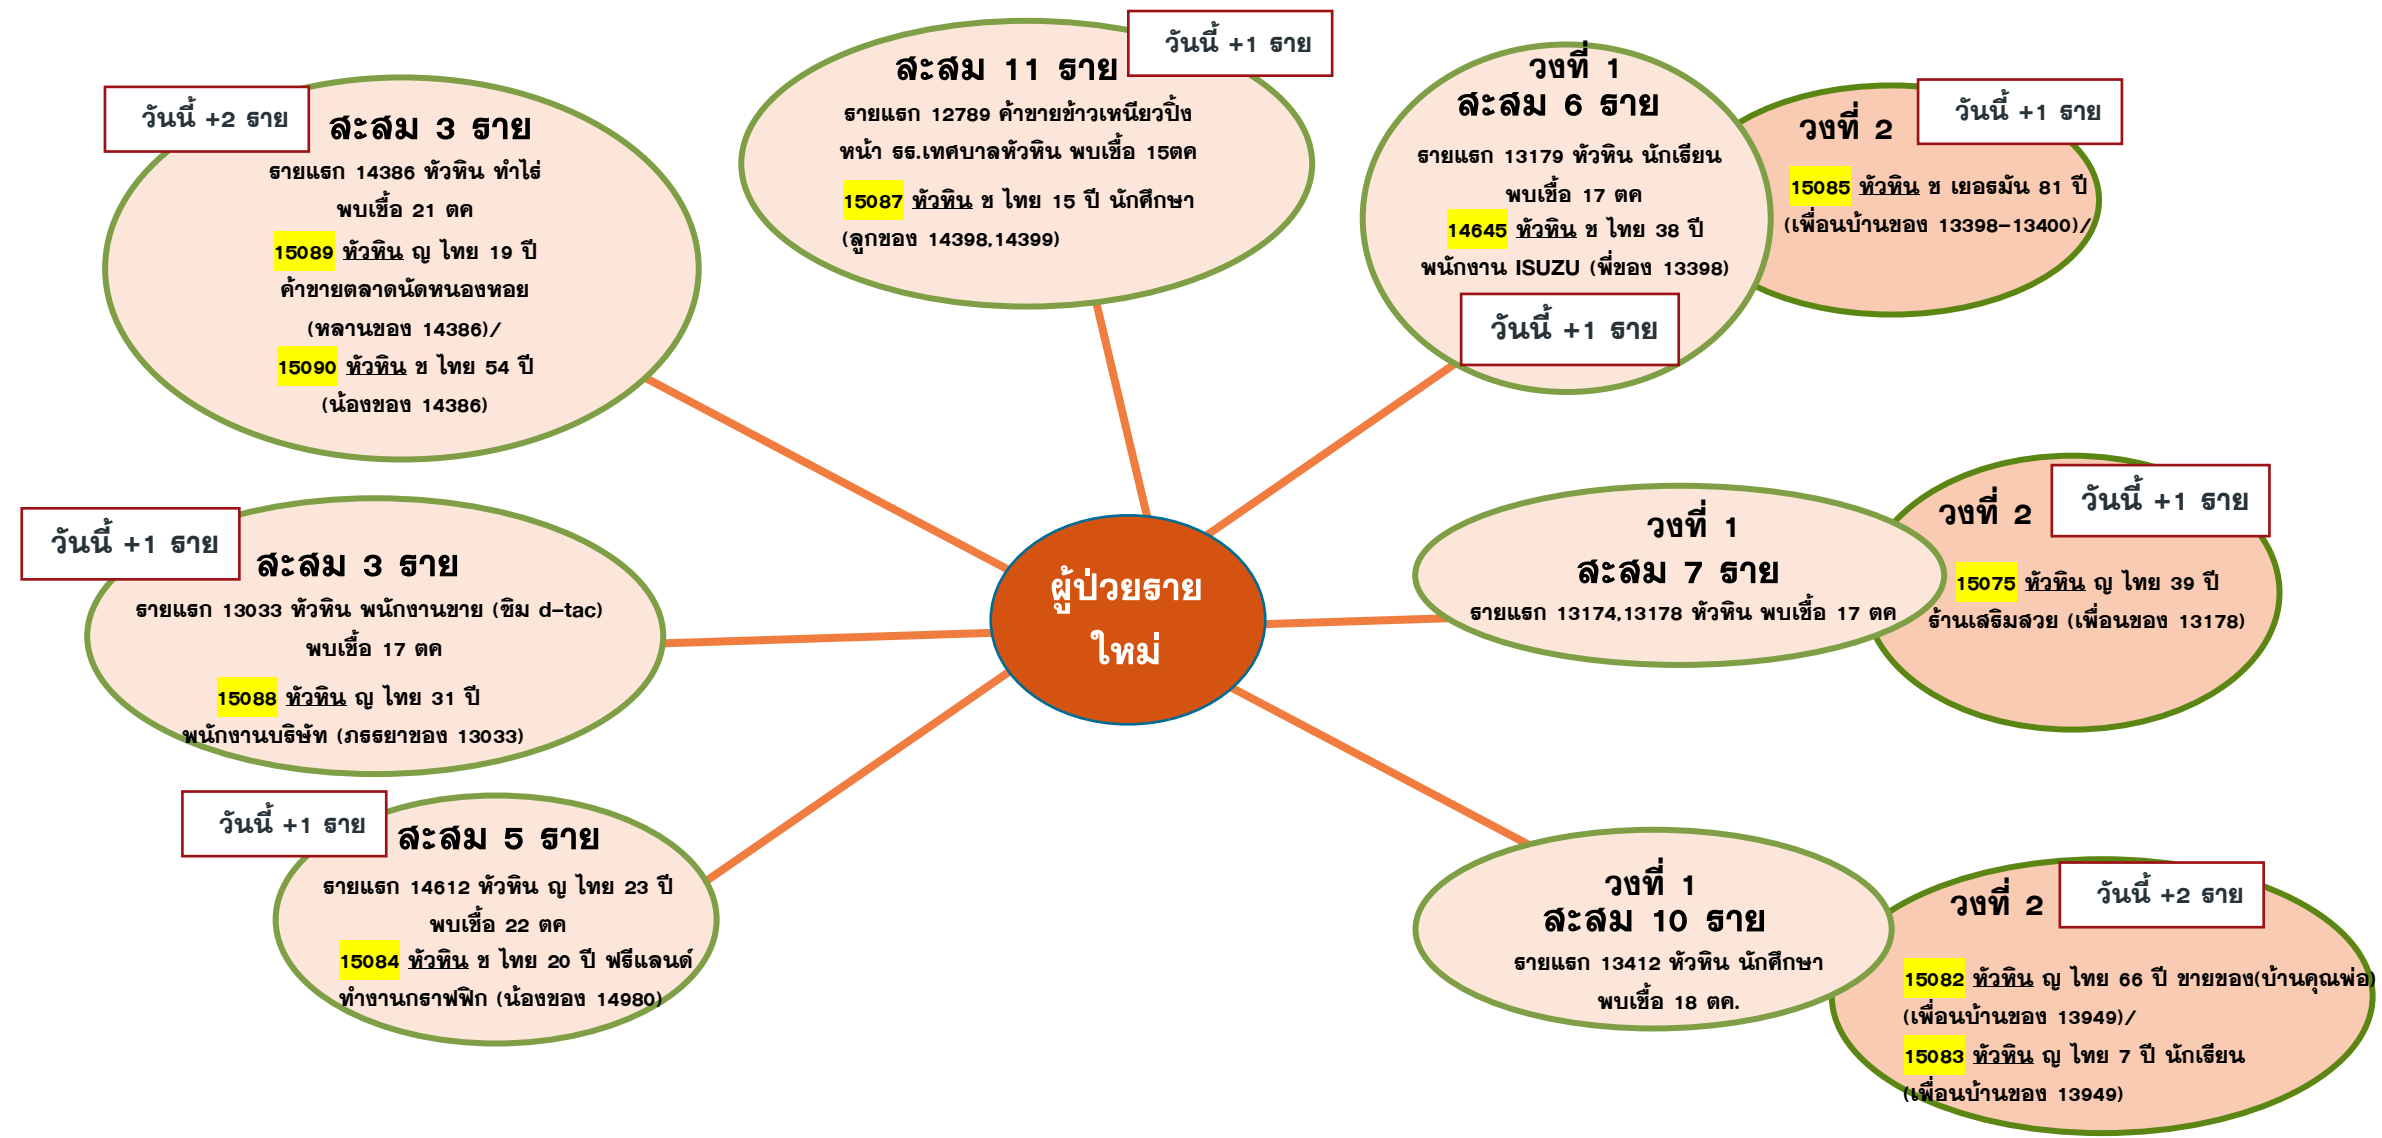 วันนี้ +2 ราย
สะสม 3 ราย
รายแรก 14386 หัวหิน ทำไร่
พบเชื้อ 21 ตค
15089 หัวหิน ญ ไทย 19 ปี
ค้าขายตลาดนัดหนองหอย
(หลานของ 14386)/
15090 หัวหิน ช ไทย 54 ปี
(น้องของ 14386)
วันนี้ +1 ราย
สะสม 11 ราย
รายแรก 12789 ค้าขายข้าวเหนียวปิ้ง
หน้า รร.เทศบาลหัวหิน พบเชื้อ 15ตค
15087 หัวหิน ช ไทย 15 ปี นักศึกษา
(ลูกของ 14398,14399)
วงที่ 1
สะสม 6 ราย
รายแรก 13179 หัวหิน นักเรียน
พบเชื้อ 17 ตค
14645 หัวหิน ช ไทย 38 ปี
พนักงาน ISUZU (พี่ของ 13398)
วันนี้ +1 ราย
วันนี้ +1 ราย
วงที่ 2
15085 หัวหิน ช เยอรมัน 81 ปี
(เพื่อนบ้านของ 13398-13400)/
วันนี้ +1 ราย
สะสม 3 ราย
รายแรก 13033 หัวหิน พนักงานขาย (ซิม d-tac)
พบเชื้อ 17 ตค
15088 หัวหิน ญ ไทย 31 ปี
พนักงานบริษัท (ภรรยาของ 13033)
ผู้ป่วยราย
ใหม่
วงที่ 1
สะสม 7 ราย
รายแรก 13174,13178 หัวหิน พบเชื้อ 17 ตค
วันนี้ +1 ราย
วงที่ 2
15075 หัวหิน ญ ไทย 39 ปี
ร้านเสริมสวย (เพื่อนของ 13178)
วันนี้ +1 ราย
สะสม 5 ราย
รายแรก 14612 หัวหิน ญ ไทย 23 ปี
พบเชื้อ 22 ตค
15084 หัวหิน ช ไทย 20 ปี ฟรีแลนด์
ทำงานกราฟฟิก (น้องของ 14980)
วงที่ 1
สะสม 10 ราย
รายแรก 13412 หัวหิน นักศึกษา
พบเชื้อ 18 ตค.
วันนี้ +2 ราย
วงที่ 2
15082 หัวหิน ญ ไทย 66 ปี ขายของ(บ้านคุณพ่อ)
(เพื่อนบ้านของ 13949)/
15083 หัวหิน ญ ไทย 7 ปี นักเรียน
(เพื่อนบ้านของ 13949)